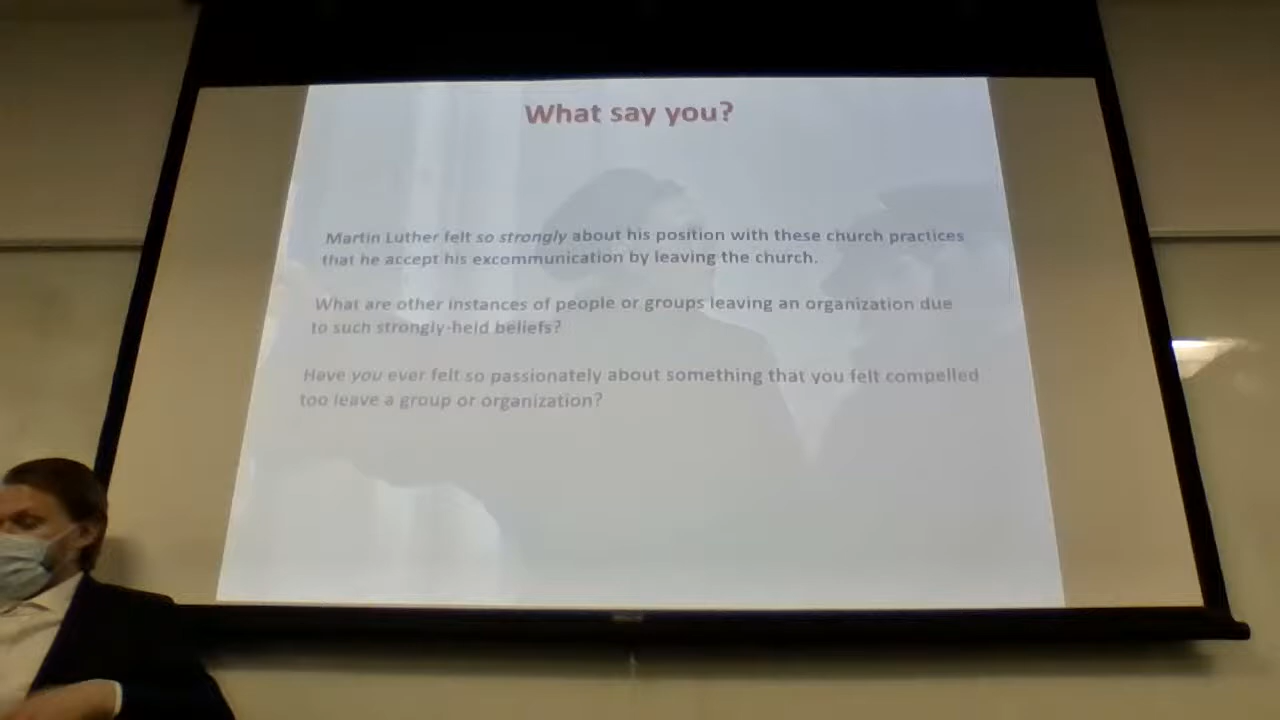 What say you?
Martin Luther felt so strongly about his position with these church practices
that he accept his excommunication by leaving the church.
What are other instances of people or groups leaving an organization due
to such strongly-held beliefs?
Have you ever felt so passionately about something that you felt compelled
too leave a group or organization?